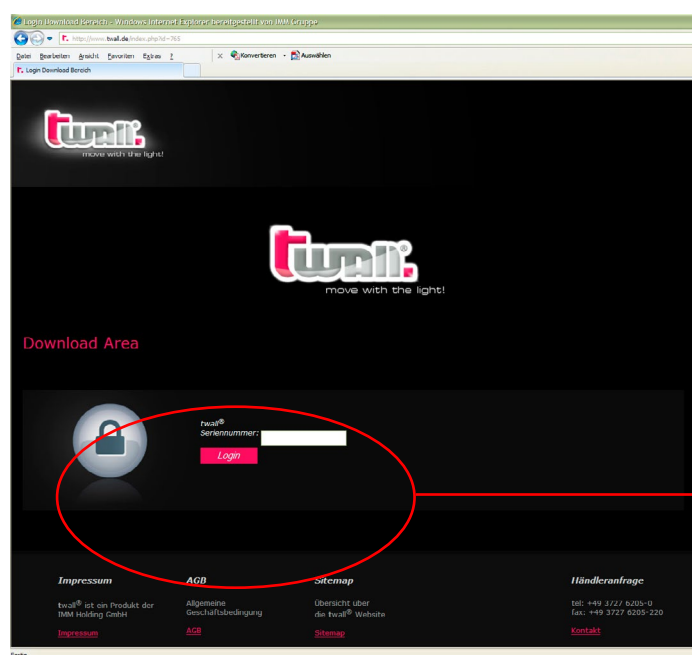 Login Download Bereich - Windows Internet Explorer bereitgestellt von IMM Gruppe
http://www.twall.de/index.php?id=765
Datei Bearbeiten Ansicht Favoriten Extras ? x Konvertieren Auswählen
Login Download Bereich
twall.
move with the light!
twall.®
move with the light!
Download Area
twall®
Seriennummer:
Login
Impressum AGB Sitemap Händleranfrage
twall® ist ein Produkt der
IMM Holding GmbH
Impressum
Allgemeine
Geschäftsbedingung
AGB
Übersicht über
die twall® Website
Sitemap
tel: +49 3727 6205-0
fax: +49 3727 6205-220
Kontakt